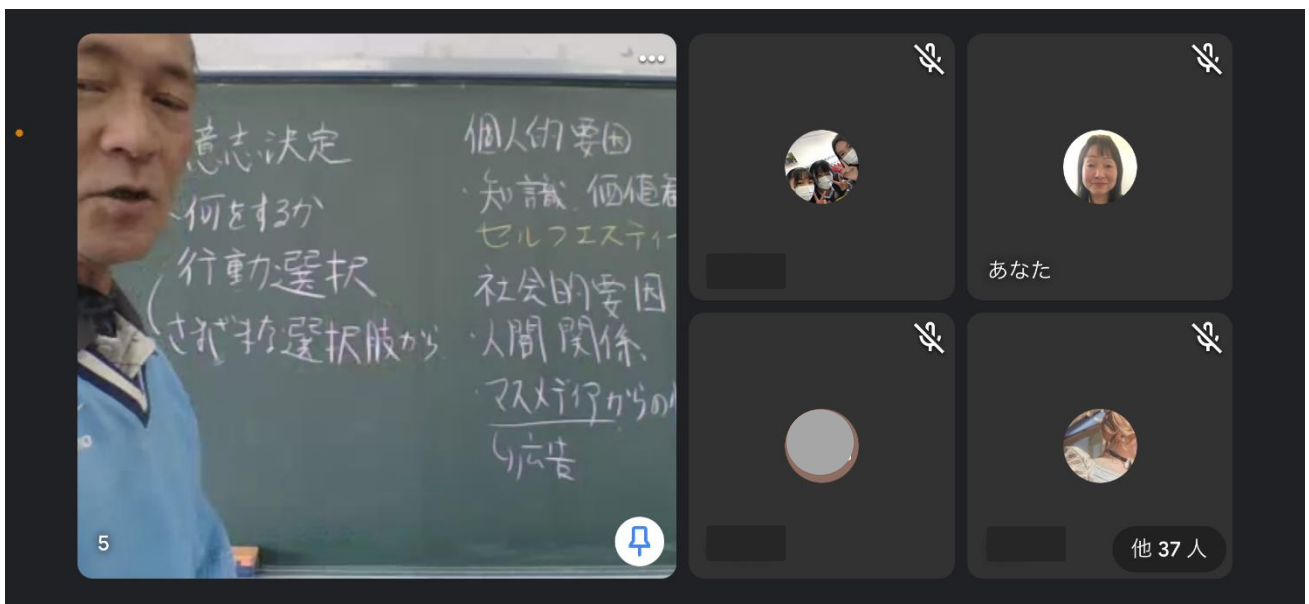 意志決定
何をするか
行動選択
さまざまな選択肢から
個人的要因
・知識、価値
セルフエスティー
社会的要因
・人間関係、
・マスメディアからの
↳広告
5
あなた
他 37 人